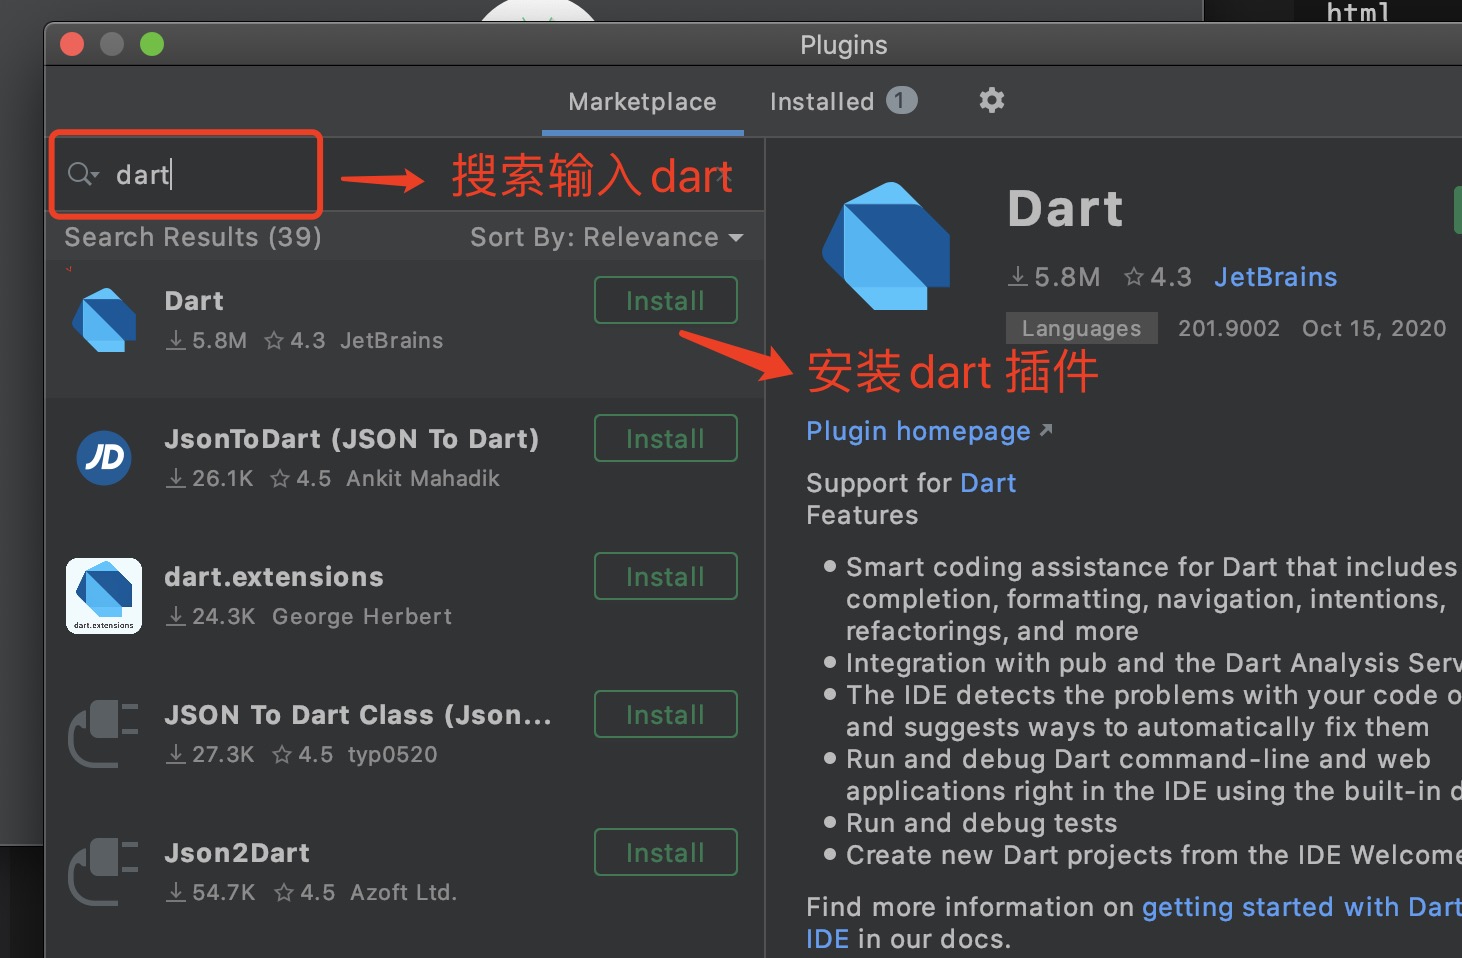 html
Plugins
Marketplace
Installed 1
dart
搜索输入dart
Search Results (39)
Sort By: Relevance
Dart
Install
5.8M 4.3 JetBrains
JsonToDart (JSON To Dart)
Install
JD
26.1K 4.5 Ankit Mahadik
dart.extensions
Install
dart.extensions
24.3K George Herbert
JSON To Dart Class (Json...
Install
27.3K 4.5 typ0520
Json2Dart
Install
54.7K 4.5 Azoft Ltd.
Dart
5.8M 4.3 JetBrains
Languages 201.9002 Oct 15, 2020
安装dart 插件
Plugin homepage
Support for Dart
Features
Smart coding assistance for Dart that includes
completion, formatting, navigation, intentions,
refactorings, and more
Integration with pub and the Dart Analysis Serv
The IDE detects the problems with your code o
and suggests ways to automatically fix them
Run and debug Dart command-line and web
applications right in the IDE using the built-in d
Run and debug tests
Create new Dart projects from the IDE Welcome
Find more information on getting started with Dart
IDE in our docs.